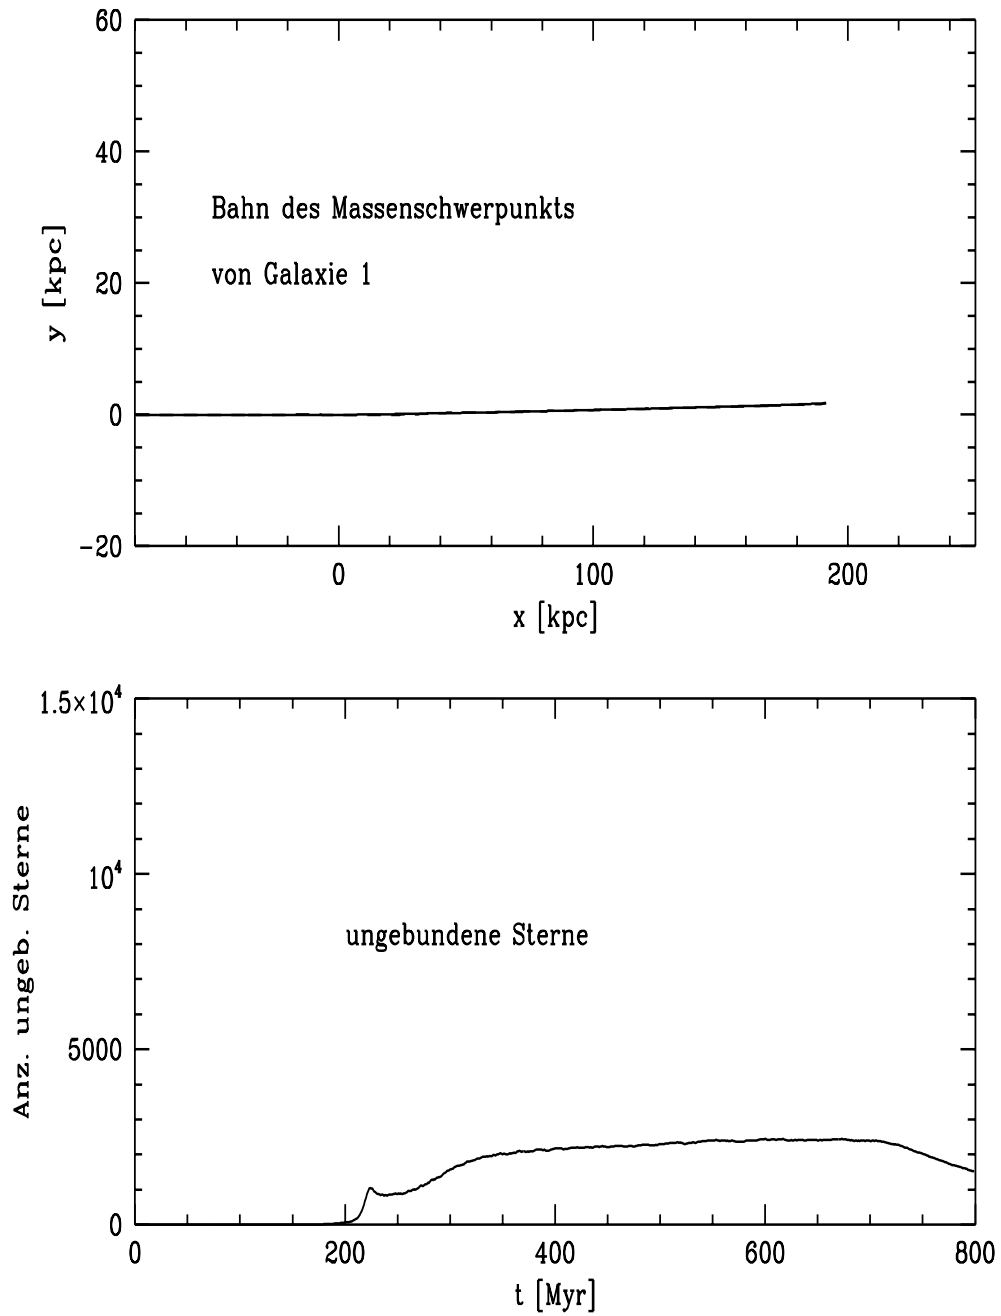 60
40
20
0
-20
y [kpc]
Bahn des Massenschwerpunkts
von Galaxie 1
0 100 200
x [kpc]
1.5×10⁴
10⁴
5000
0
Anz. ungeb. Sterne
ungebundene Sterne
0 200 400 600 800
t [Myr]